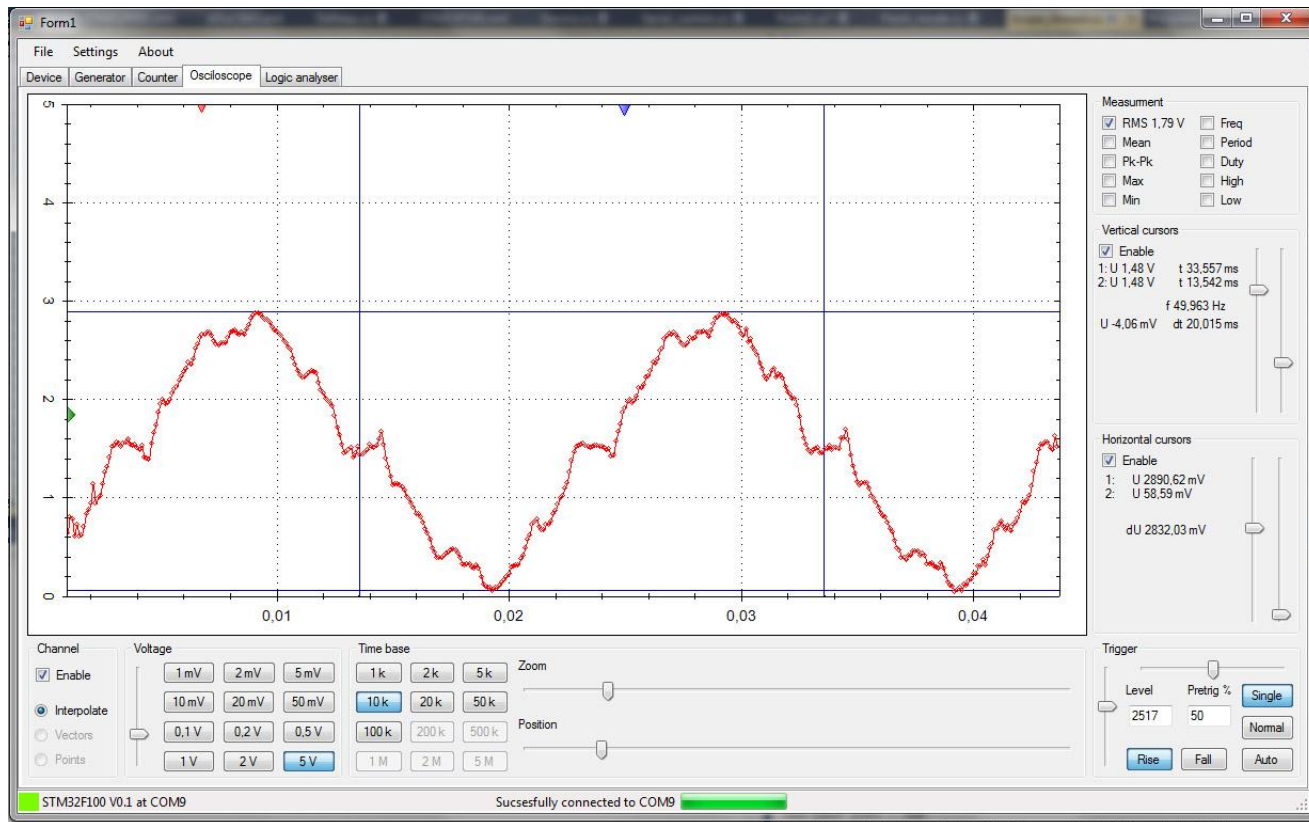 Form1
File Settings About
Device Generator Counter Osciloscope Logic analyser
5
4
3
2
1
0
0,01 0,02 0,03 0,04
Measument
RMS 1,79 V Freq
Mean Period
Pk-Pk Duty
Max High
Min Low
Vertical cursors
Enable
1: U 1,48 V t 33,557 ms
2: U 1,48 V t 13,542 ms
f 49,963 Hz
U -4,06 mV dt 20,015 ms
Horizontal cursors
Enable
1: U 2890,62 mV
2: U 58,59 mV
dU 2832,03 mV
Channel
Enable
Interpolate
Vectors
Points
Voltage
1 mV 2 mV 5 mV
10 mV 20 mV 50 mV
0,1 V 0,2 V 0,5 V
1 V 2 V 5 V
Time base
1 k 2 k 5 k
10 k 20 k 50 k
100 k 200 k 500 k
1 M 2 M 5 M
Zoom
Position
Trigger
Level Pretrig % Single
2517 50
Normal
Rise Fall Auto
STM32F100 V0.1 at COM9 Sucsesfully connected to COM9